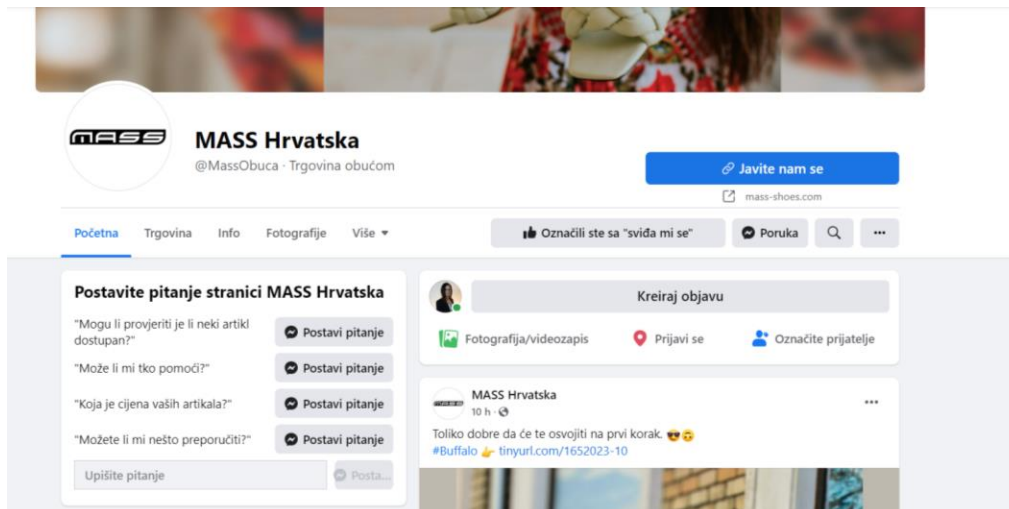 MASS
MASS Hrvatska
@MassObuca · Trgovina obućom
Javite nam se
mass-shoes.com
Početna Trgovina Info Fotografije Više
Označili ste sa "sviđa mi se" Poruka
Postavite pitanje stranici MASS Hrvatska
"Mogu li provjeriti je li neki artikl
dostupan?"
Postavi pitanje
"Može li mi tko pomoći?" Postavi pitanje
"Koja je cijena vaših artikala?" Postavi pitanje
"Možete li mi nešto preporučiti?" Postavi pitanje
Upišite pitanje Posta...
Kreiraj objavu
Fotografija/videozapis Prijavi se Označite prijatelje
MASS Hrvatska
10 h ·
Toliko dobre da će te osvojiti na prvi korak. 😎🙃
#Buffalo 👉 tinyurl.com/1652023-10